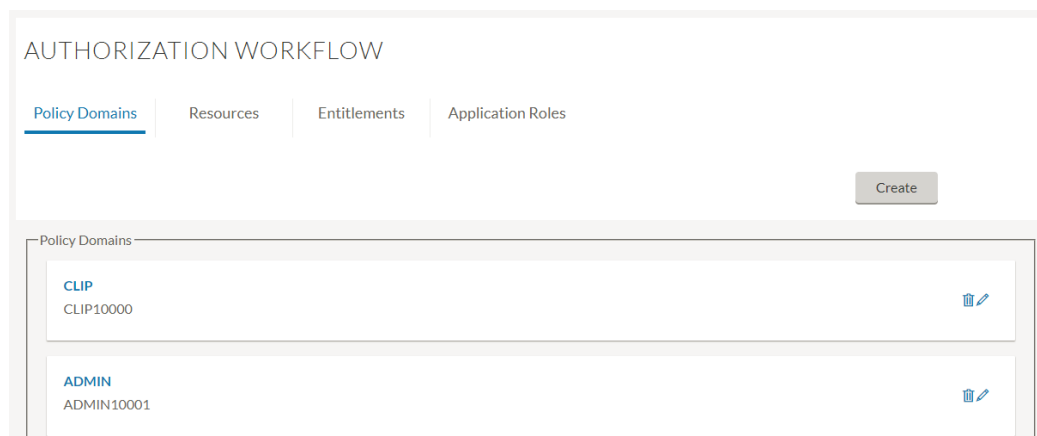 AUTHORIZATION WORKFLOW
Policy Domains Resources Entitlements Application Roles
Create
Policy Domains
CLIP
CLIP10000
ADMIN
ADMIN10001